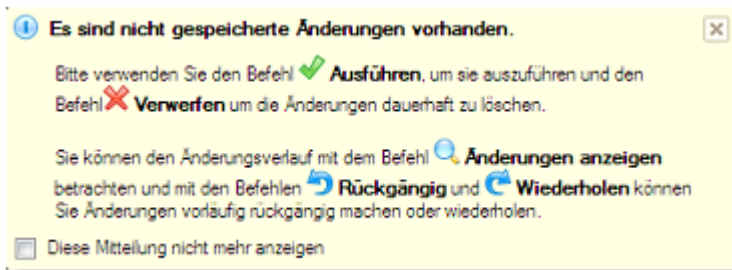 Es sind nicht gespeicherte Änderungen vorhanden.
Bitte verwenden Sie den Befehl Ausführen, um sie auszuführen und den
Befehl Verwerfen um die Änderungen dauerhaft zu löschen.
Sie können den Änderungsverlauf mit dem Befehl Änderungen anzeigen
betrachten und mit den Befehlen Rückgängig und Wiederholen können
Sie Änderungen vorläufig rückgängig machen oder wiederholen.
Diese Mitteilung nicht mehr anzeigen